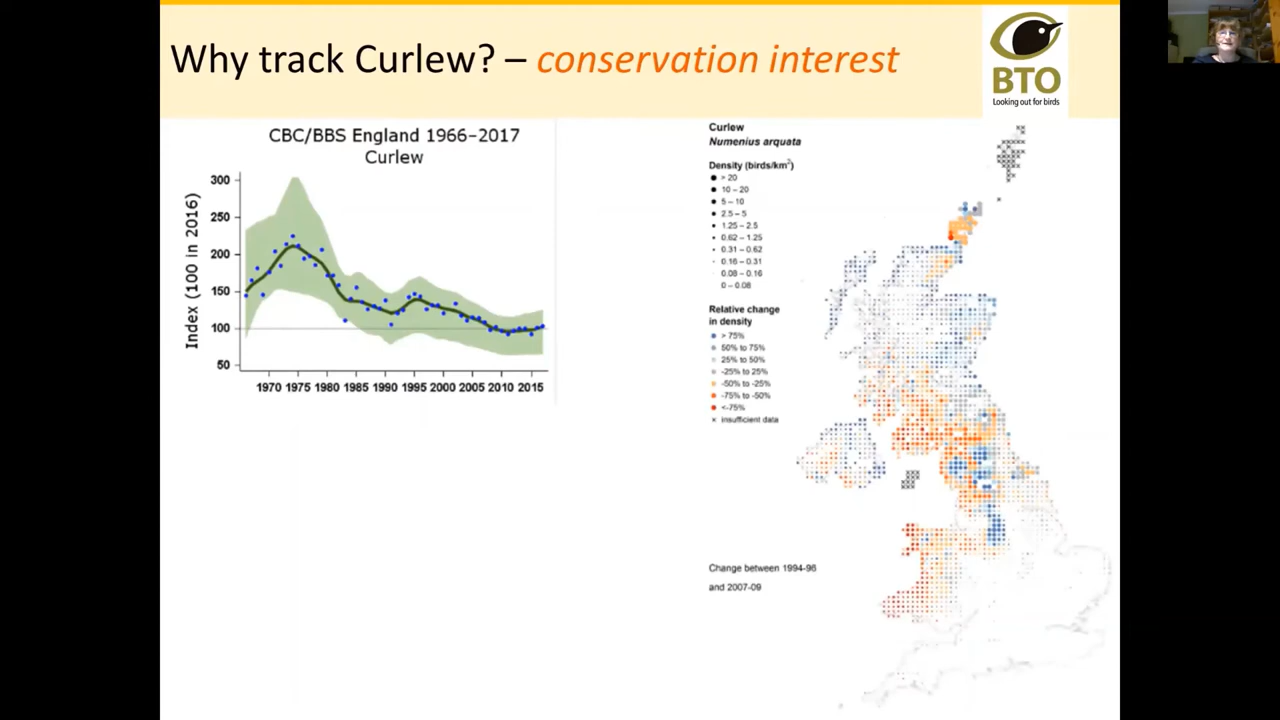 Why track Curlew? – conservation interest
BTO
Looking out for birds
CBC/BBS England 1966–2017
Curlew
Index (100 in 2016)
300
250
200
150
100
50
1970 1975 1980 1985 1990 1995 2000 2005 2010 2015
Curlew
Numenius arquata
Density (birds/km²)
> 20
10 – 20
5 – 10
2.5 – 5
1.25 – 2.5
0.62 – 1.25
0.31 – 0.62
0.16 – 0.31
0.08 – 0.16
0 – 0.08
Relative change
in density
> 75%
50% to 75%
25% to 50%
-25% to 25%
-50% to -25%
-75% to -50%
<-75%
insufficient data
Change between 1994-96
and 2007-09